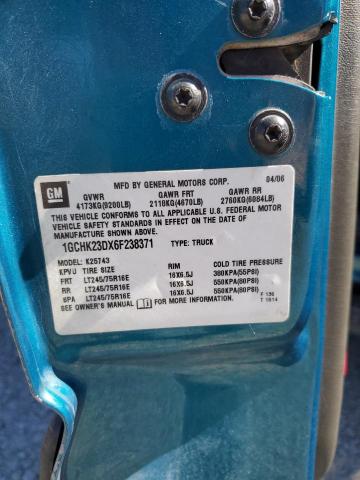 GM
MFD BY GENERAL MOTORS CORP. 04/06
GVWR GAWR FRT GAWR RR
4173KG(9200LB) 2118KG(4670LB) 2760KG(6084LB)
THIS VEHICLE CONFORMS TO ALL APPLICABLE U.S. FEDERAL MOTOR
VEHICLE SAFETY STANDARDS IN EFFECT ON THE DATE OF
MANUFACTURE SHOWN ABOVE.
1GCHK23DX6F238371 TYPE: TRUCK
MODEL: K25743
KPVU TIRE SIZE RIM COLD TIRE PRESSURE
FRT LT245/75R16E 16X6.5J 380KPA(55PSI)
RR LT245/75R16E 16X6.5J 550KPA(80PSI)
SPA LT245/75R16E 16X6.5J 550KPA(80PSI)
SEE OWNER'S MANUAL FOR MORE INFORMATION.
F 136
T 1614